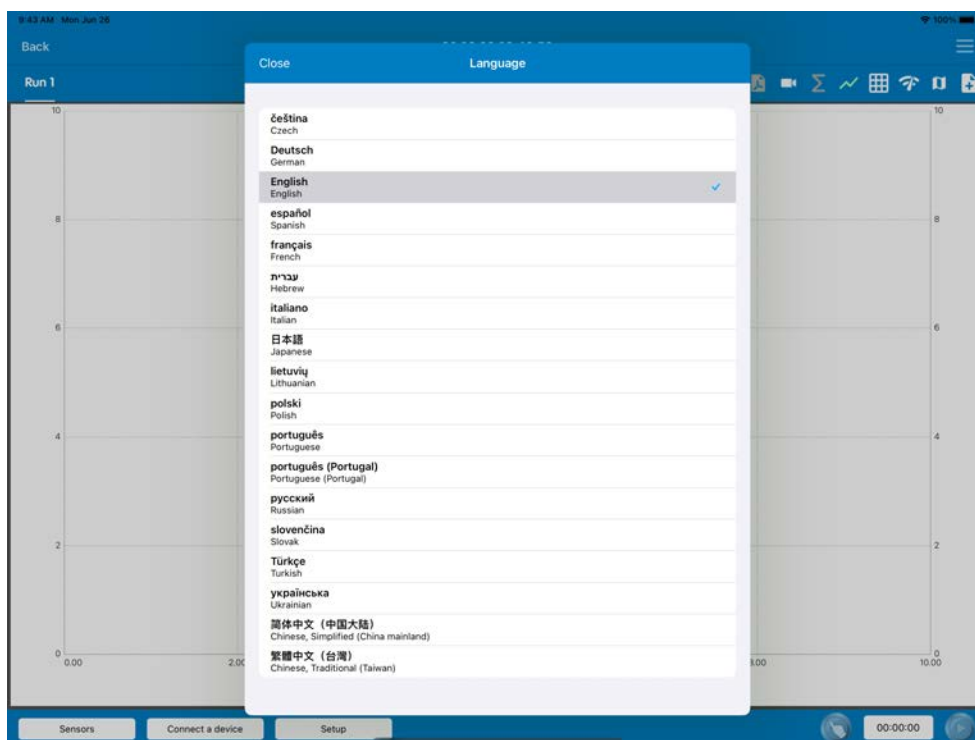 9:43 AM Mon Jun 26
100%
Back
Close
Language
Run 1
10
10
čeština
Czech
Deutsch
German
English
English
español
Spanish
8
8
français
French
עברית
Hebrew
italiano
Italian
6
6
日本語
Japanese
lietuvių
Lithuanian
polski
Polish
português
Portuguese
4
4
português (Portugal)
Portuguese (Portugal)
русский
Russian
slovenčina
Slovak
2
2
Türkçe
Turkish
українська
Ukrainian
简体中文（中国大陆）
Chinese, Simplified (China mainland)
繁體中文（台灣）
Chinese, Traditional (Taiwan)
0
0
0.00
10.00
Sensors
Connect a device
Setup
00:00:00